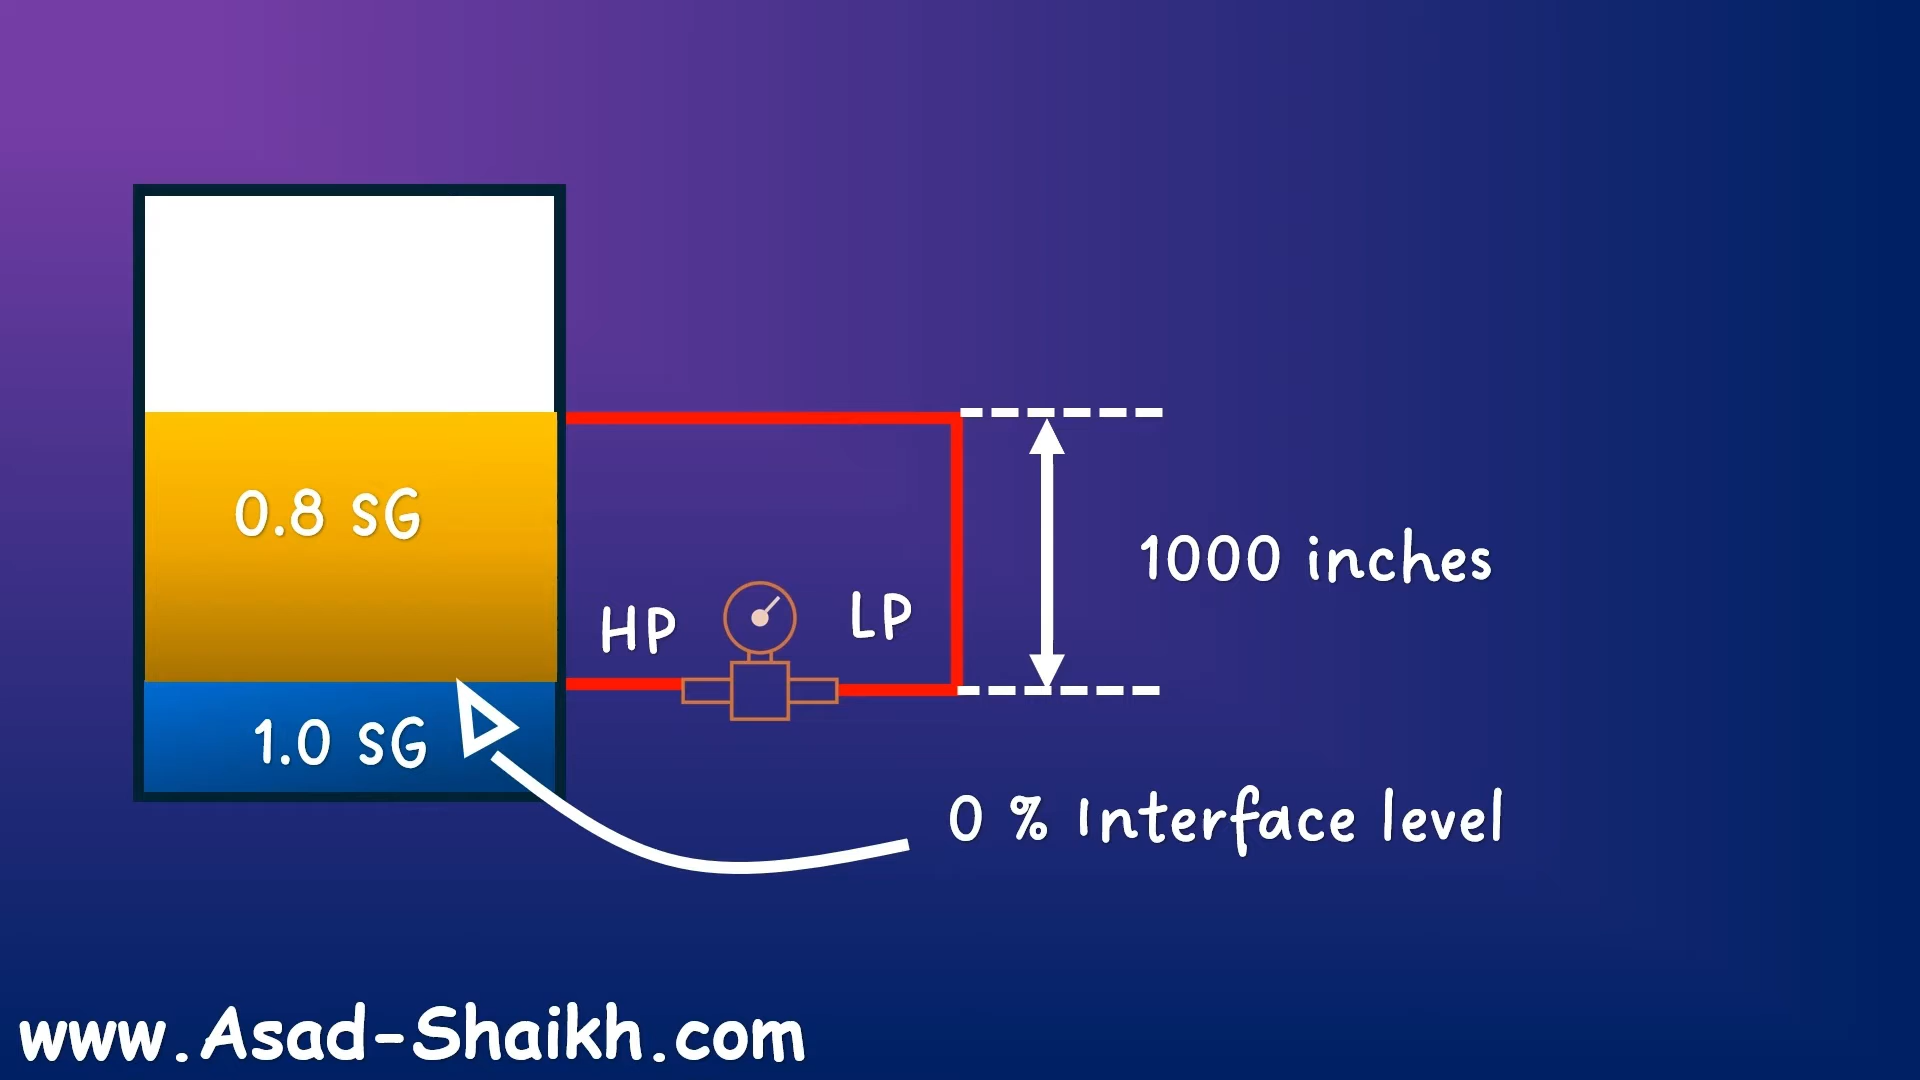 0.8 SG
1000 inches
HP
LP
1.0 SG
0 % Interface level
www.Asad-Shaikh.com